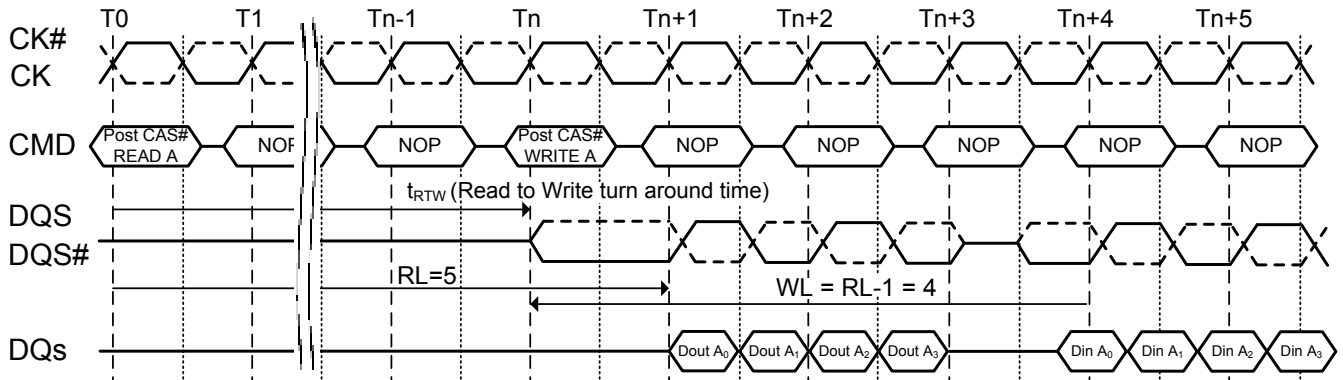 T0 T1 Tn-1 Tn Tn+1 Tn+2 Tn+3 Tn+4 Tn+5
CK#
CK
CMD
Post CAS#
READ A
NOP
NOP
Post CAS#
WRITE A
NOP
NOP
NOP
NOP
NOP
tRTW (Read to Write turn around time)
DQS
DQS#
RL=5
WL = RL-1 = 4
DQs
Dout A0 Dout A1 Dout A2 Dout A3 Din A0 Din A1 Din A2 Din A3